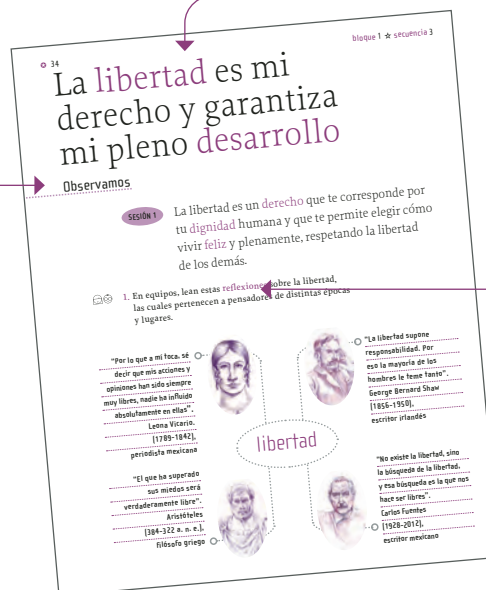 34
bloque 1 ☆ secuencia 3
La libertad es mi
derecho y garantiza
mi pleno desarrollo
Observamos
SESIÓN 1
La libertad es un derecho que te corresponde por
tu dignidad humana y que te permite elegir cómo
vivir feliz y plenamente, respetando la libertad
de los demás.
1. En equipos, lean estas reflexiones sobre la libertad,
las cuales pertenecen a pensadores de distintas épocas
y lugares.
"Por lo que a mí toca, sé
decir que mis acciones y
opiniones han sido siempre
muy libres, nadie ha influido
absolutamente en ellas".
Leona Vicario.
(1789-1842),
periodista mexicana
"La libertad supone
responsabilidad. Por
eso la mayoría de los
hombres le teme tanto".
George Bernard Shaw
(1856-1950),
escritor irlandés
libertad
"El que ha superado
sus miedos será
verdaderamente libre".
Aristóteles
(384-322 a. n. e.),
filósofo griego
"No existe la libertad, sino
la búsqueda de la libertad,
y esa búsqueda es la que nos
hace ser libres".
Carlos Fuentes
(1928-2012),
escritor mexicano